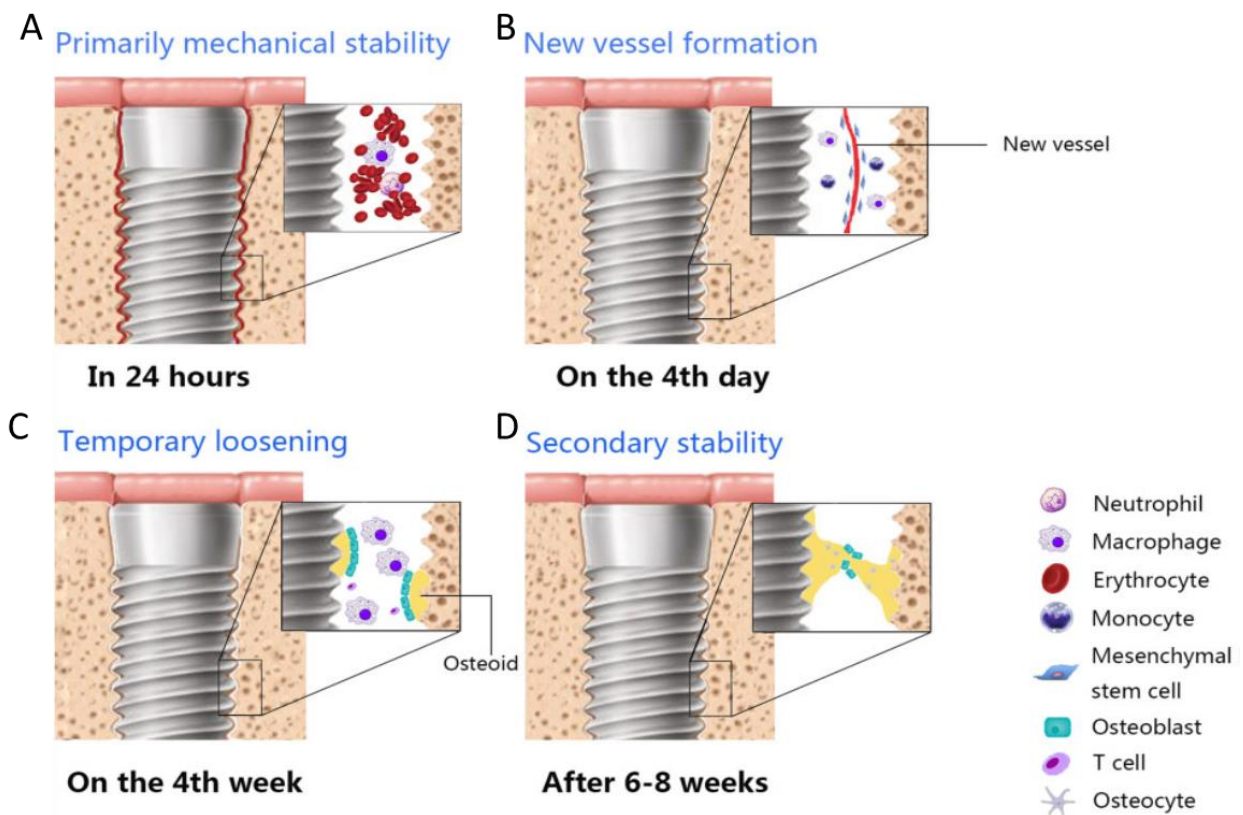 A
Primarily mechanical stability
In 24 hours
B
New vessel formation
New vessel
On the 4th day
C
Temporary loosening
Osteoid
On the 4th week
D
Secondary stability
After 6-8 weeks
Neutrophil
Macrophage
Erythrocyte
Monocyte
Mesenchymal
stem cell
Osteoblast
T cell
Osteocyte